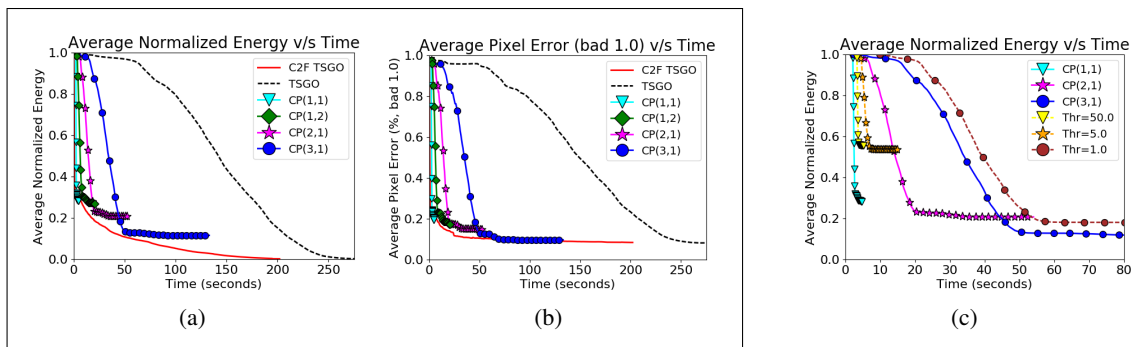 Average Normalized Energy v/s Time
1.0
0.8
0.6
0.4
0.2
0.0
Average Normalized Energy
0
50
100
150
200
250
Time (seconds)
C2F TSGO
TSGO
CP(1,1)
CP(1,2)
CP(2,1)
CP(3,1)
(a)
Average Pixel Error (bad 1.0) v/s Time
1.0
0.8
0.6
0.4
0.2
0.0
Average Pixel Error (%, bad 1.0)
0
50
100
150
200
250
Time (seconds)
C2F TSGO
TSGO
CP(1,1)
CP(1,2)
CP(2,1)
CP(3,1)
(b)
Average Normalized Energy v/s Time
1.0
0.8
0.6
0.4
0.2
0.0
Average Normalized Energy
0
10
20
30
40
50
60
70
80
Time (seconds)
CP(1,1)
CP(2,1)
CP(3,1)
Thr=50.0
Thr=5.0
Thr=1.0
(c)